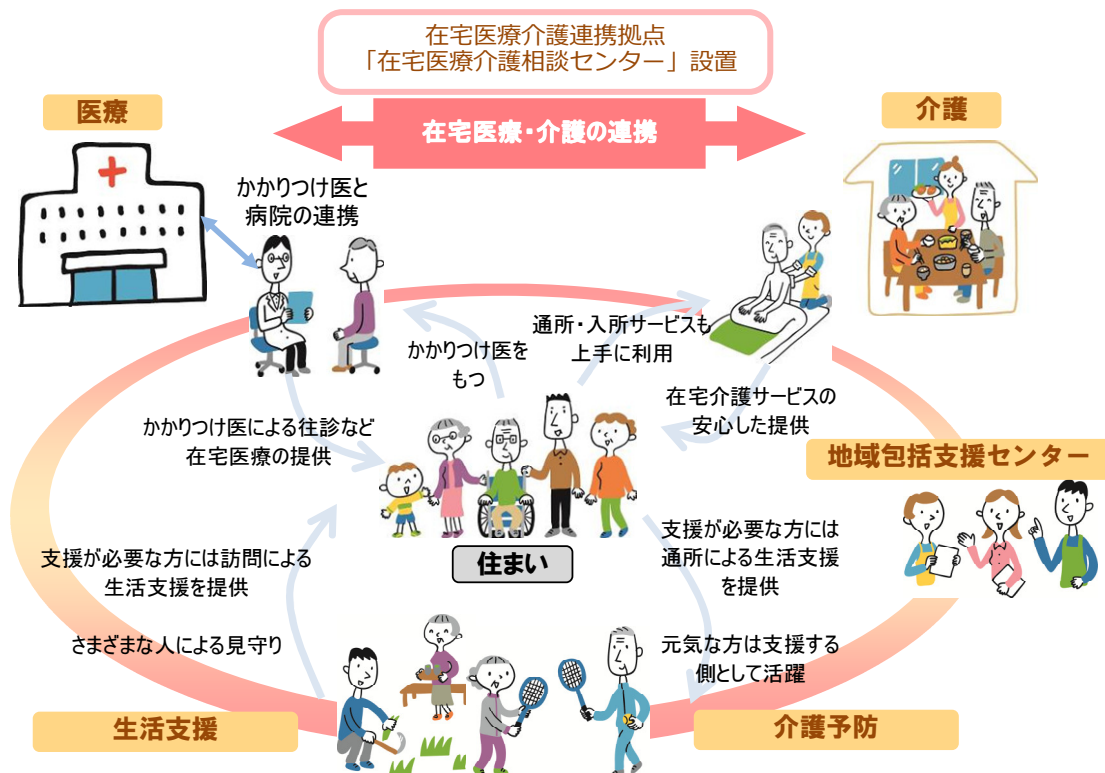 在宅医療介護連携拠点
「在宅医療介護相談センター」設置
医療
在宅医療・介護の連携
介護
かかりつけ医と
病院の連携
かかりつけ医を
もつ
通所・入所サービスも
上手に利用
かかりつけ医による往診など
在宅医療の提供
在宅介護サービスの
安心した提供
地域包括支援センター
住まい
支援が必要な方には訪問による
生活支援を提供
さまざまな人による見守り
支援が必要な方には
通所による生活支援
を提供
元気な方は支援する
側として活躍
生活支援
介護予防